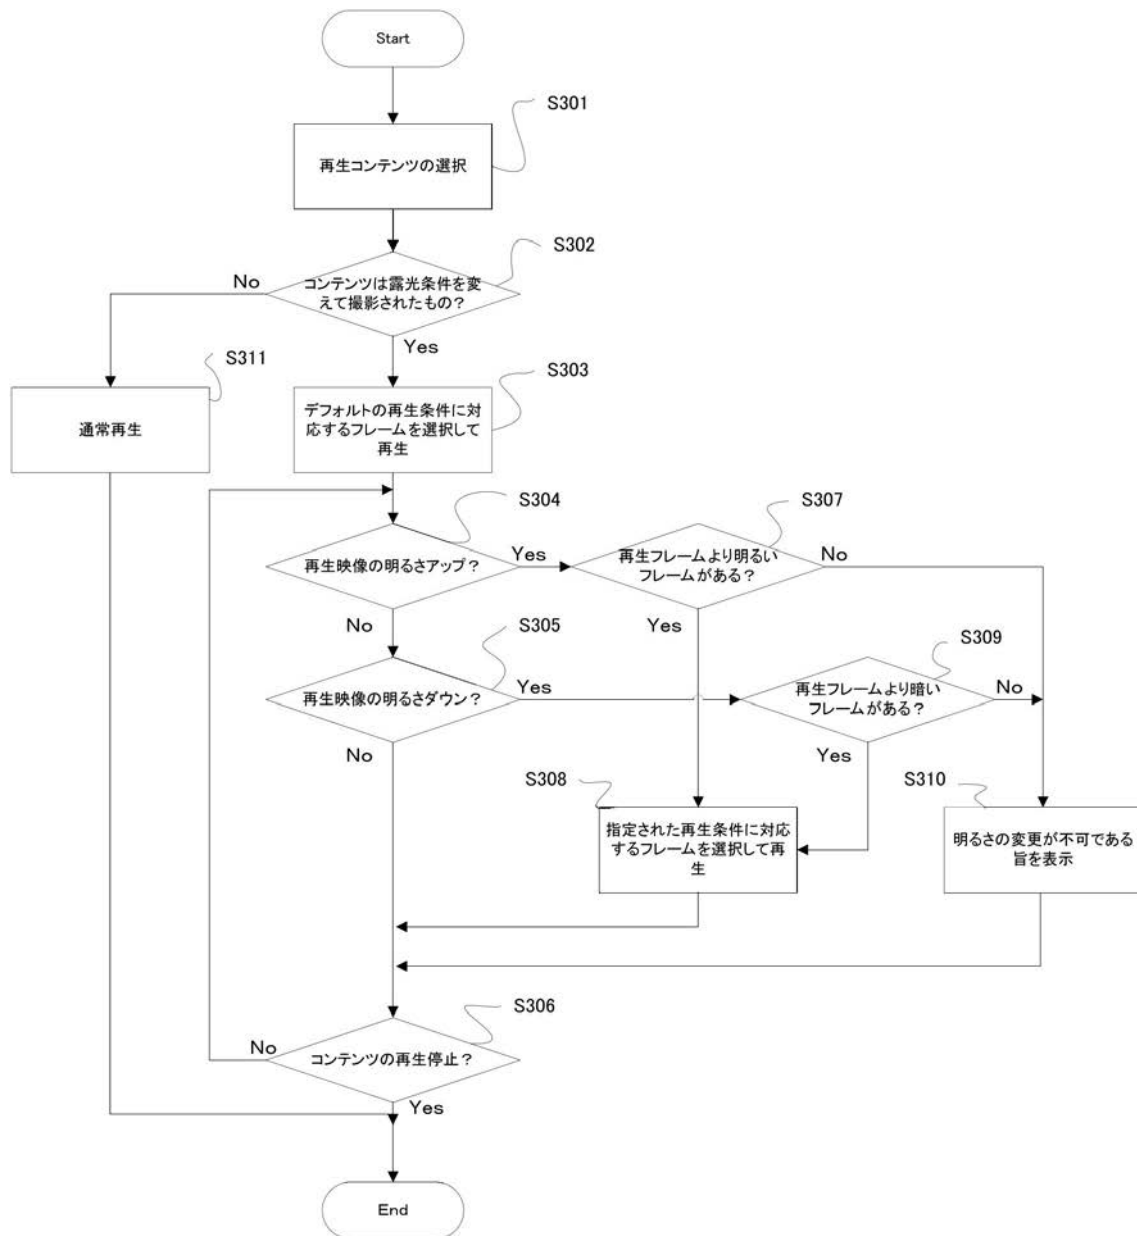 Start
S301
再生コンテンツの選択
S302
No
コンテンツは露光条件を変
えて撮影されたもの？
Yes
S311
S303
通常再生
デフォルトの再生条件に対
応するフレームを選択して
再生
S304
S307
再生映像の明るさアップ？
Yes
再生フレームより明るい
フレームがある？
No
No
Yes
S305
S309
再生映像の明るさダウン？
Yes
再生フレームより暗い
フレームがある？
No
No
Yes
S308
S310
指定された再生条件に対応
するフレームを選択して再
生
明るさの変更が不可である
旨を表示
S306
No
コンテンツの再生停止？
Yes
End